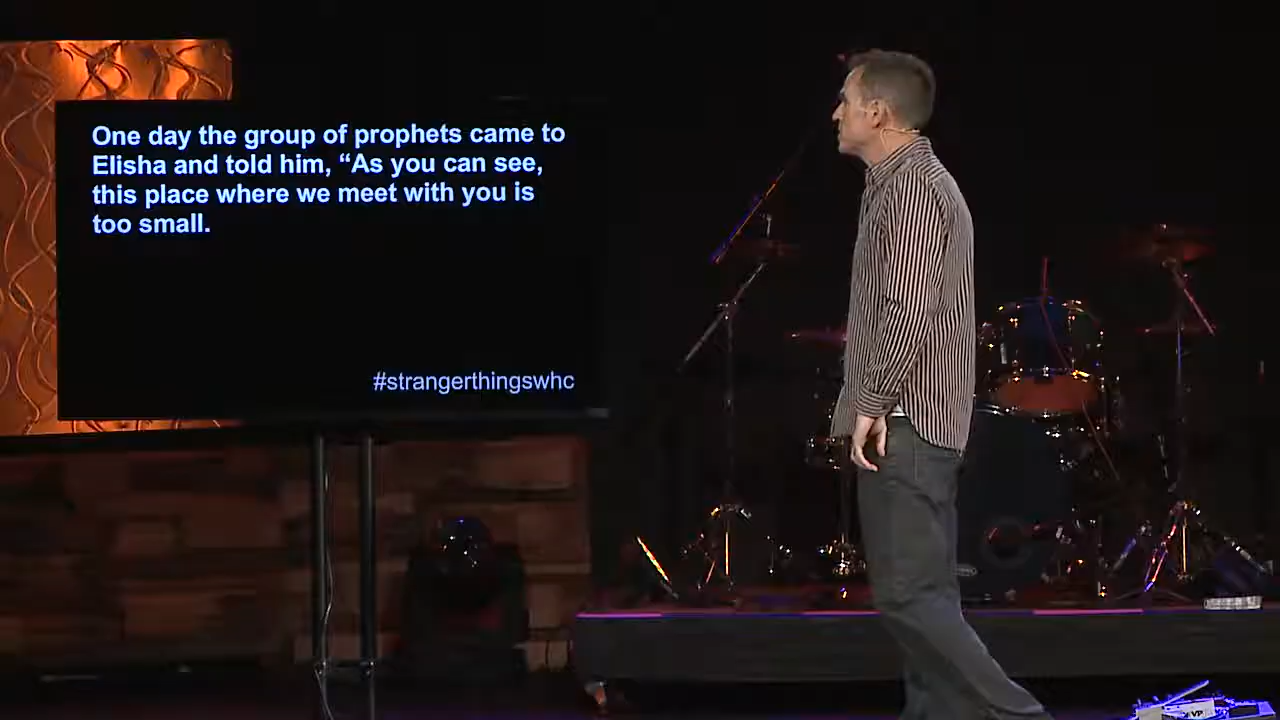 One day the group of prophets came to
Elisha and told him, “As you can see,
this place where we meet with you is
too small.
#strangerthingswhc
VP